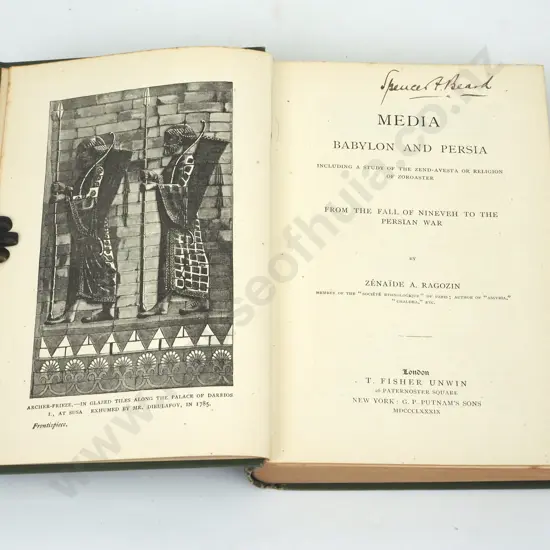 ARCHER-FRIEZE,—IN GLAZED TILES ALONG THE PALACE OF DAREIOS
I., AT SUSA EXHUMED BY MR. DIEULAFOY, IN 1785.
Frontispiece.
Spencer A Beard
MEDIA
BABYLON AND PERSIA
INCLUDING A STUDY OF THE ZEND-AVESTA OR RELIGION
OF ZOROASTER
FROM THE FALL OF NINEVEH TO THE
PERSIAN WAR
BY
ZÉNAÏDE A. RAGOZIN
MEMBER OF THE "SOCIÉTÉ ETHNOLOGIQUE" OF PARIS; AUTHOR OF "ASSYRIA,"
"CHALDEA," ETC.
London
T. FISHER UNWIN
26 PATERNOSTER SQUARE
NEW YORK: G. P. PUTNAM'S SONS
MDCCCLXXXIX